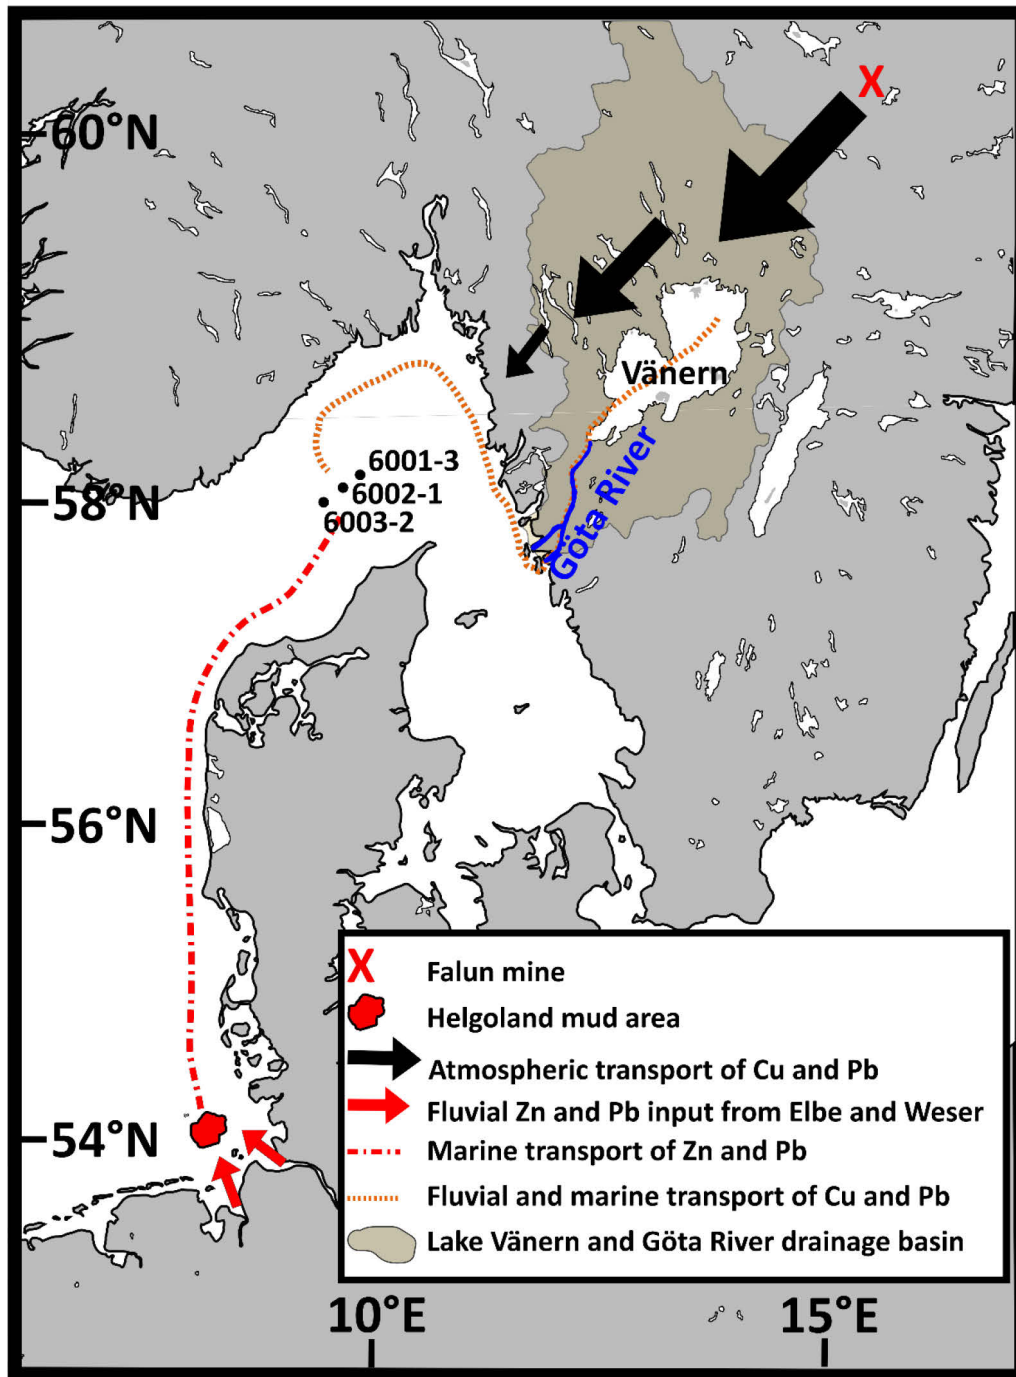 X
60°N
Vänern
Göta River
6001-3
6002-1
6003-2
58°N
56°N
54°N
X Falun mine
Helgoland mud area
Atmospheric transport of Cu and Pb
Fluvial Zn and Pb input from Elbe and Weser
Marine transport of Zn and Pb
Fluvial and marine transport of Cu and Pb
Lake Vänern and Göta River drainage basin
10°E
15°E